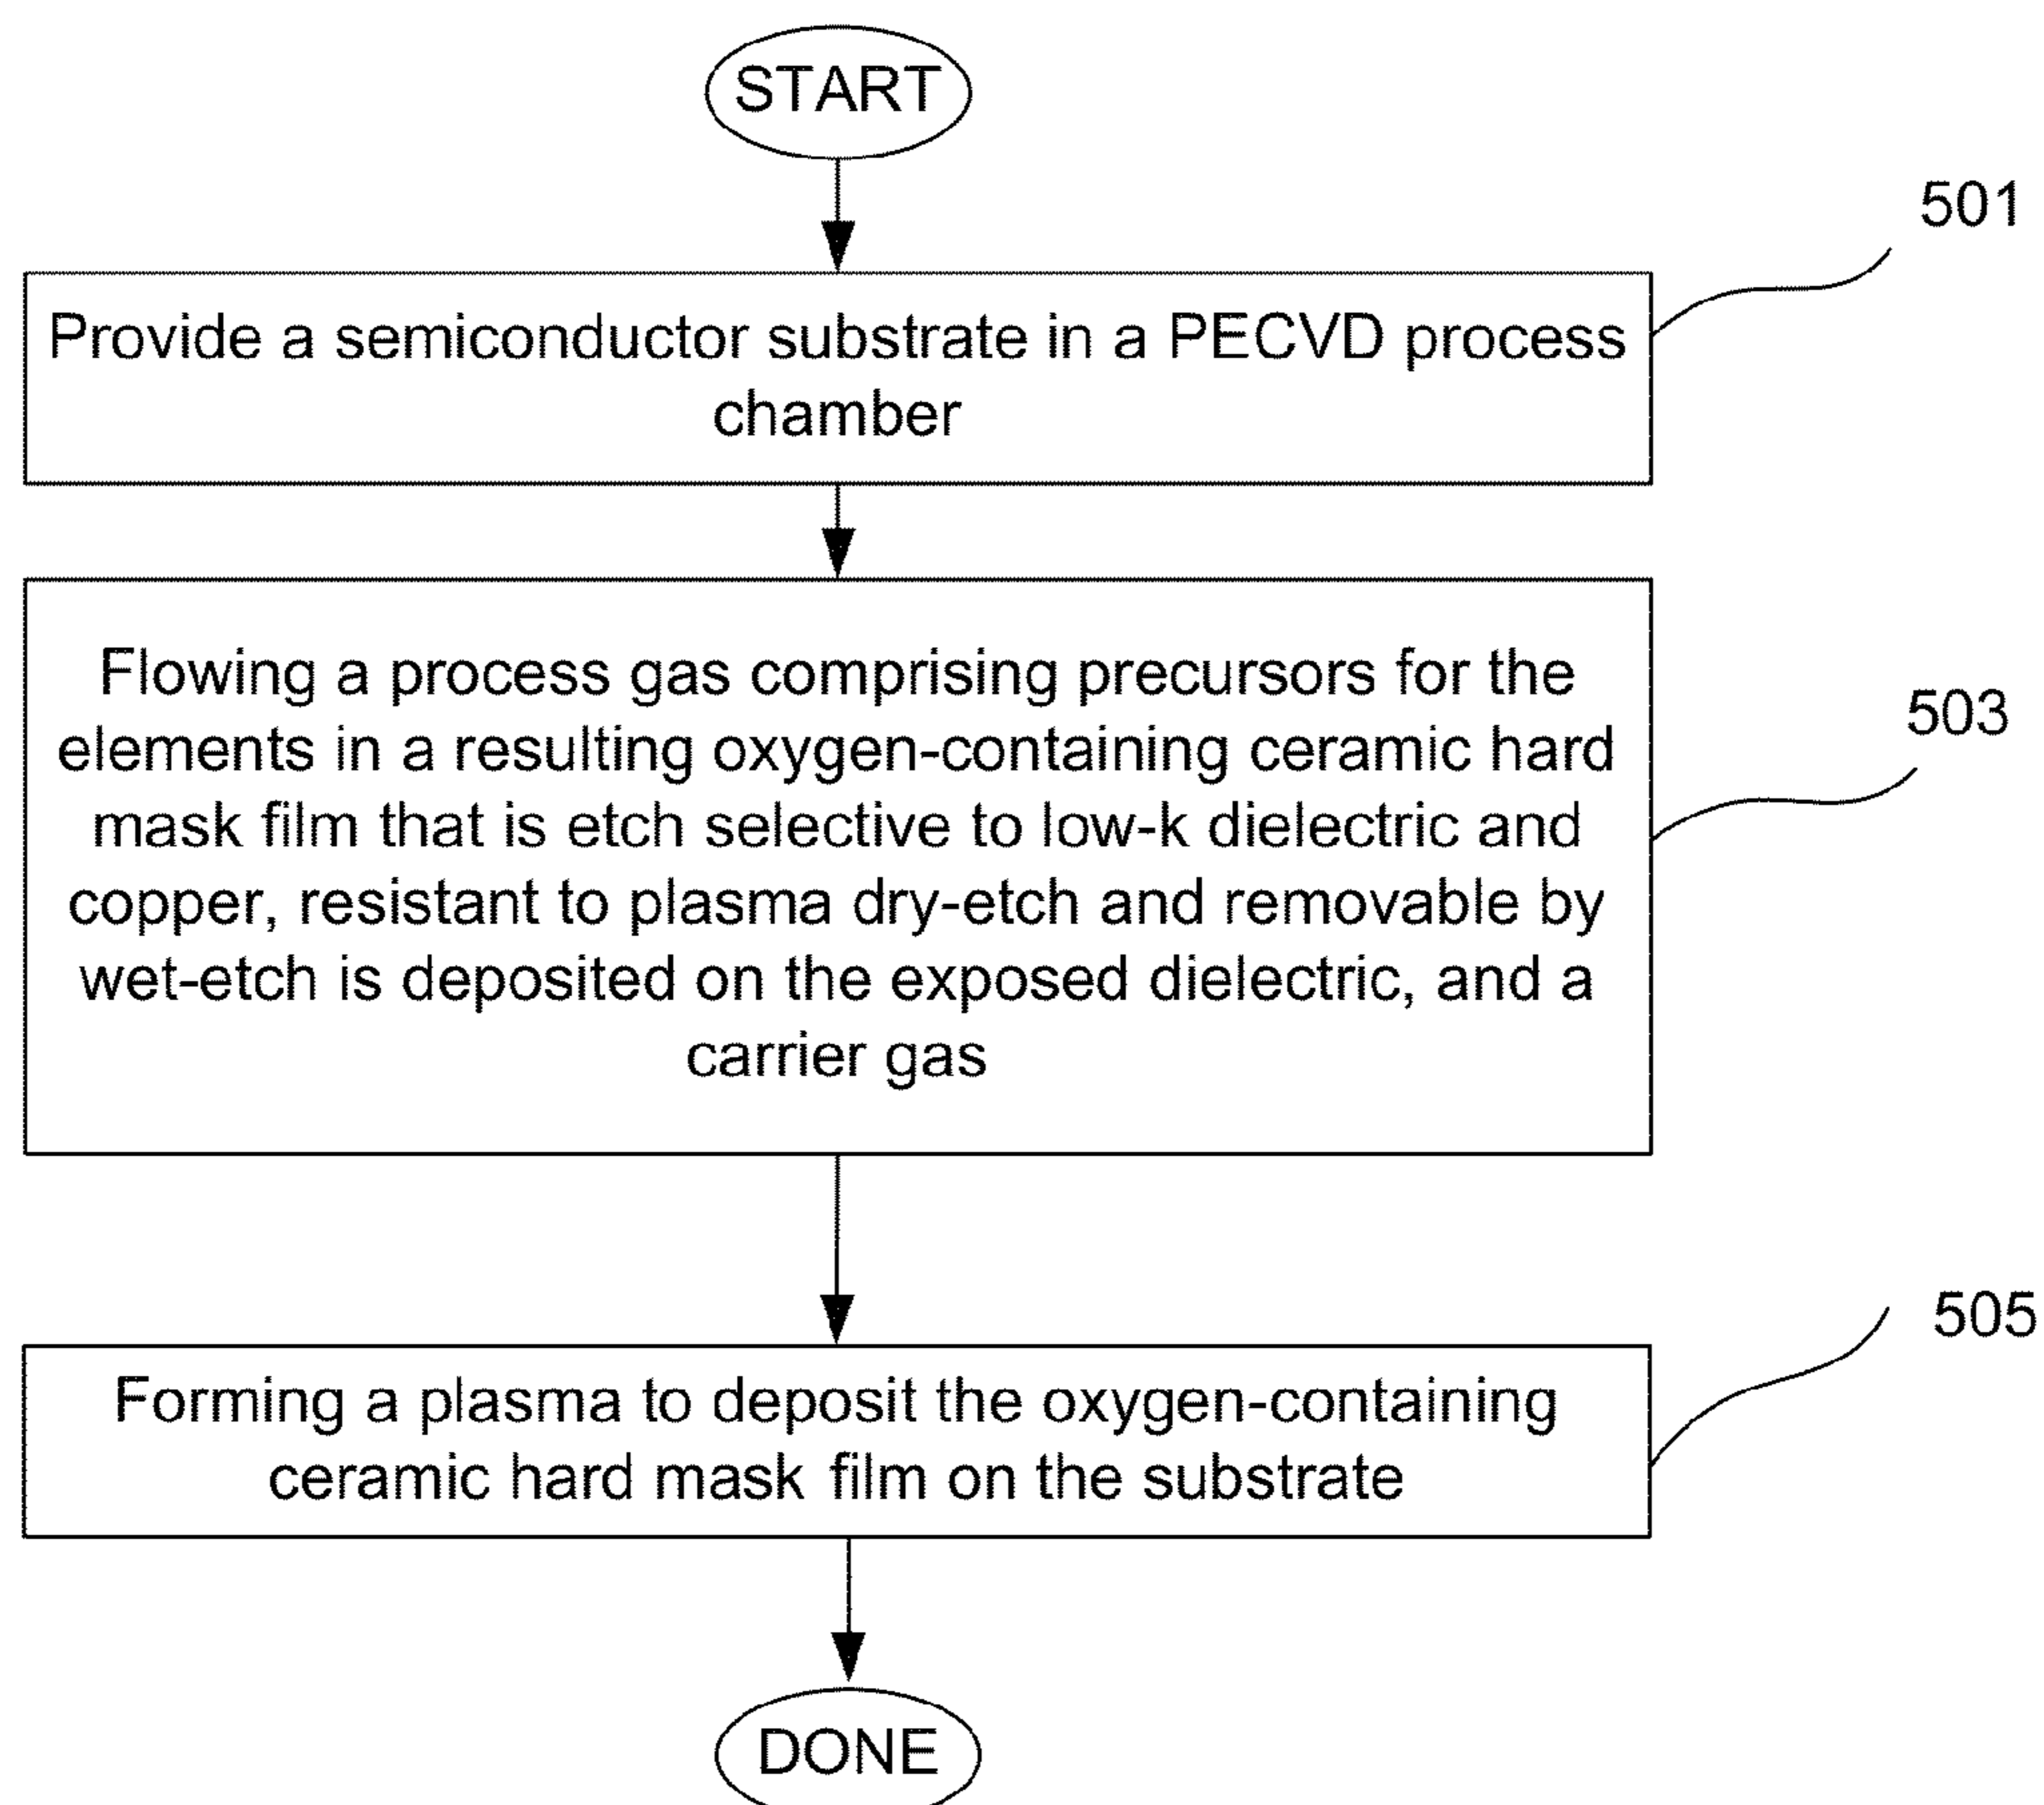 START
501
Provide a semiconductor substrate in a PECVD process
chamber
Flowing a process gas comprising precursors for the
elements in a resulting oxygen-containing ceramic hard
mask film that is etch selective to low-k dielectric and
copper, resistant to plasma dry-etch and removable by
wet-etch is deposited on the exposed dielectric, and a
carrier gas
503
Forming a plasma to deposit the oxygen-containing
ceramic hard mask film on the substrate
505
DONE